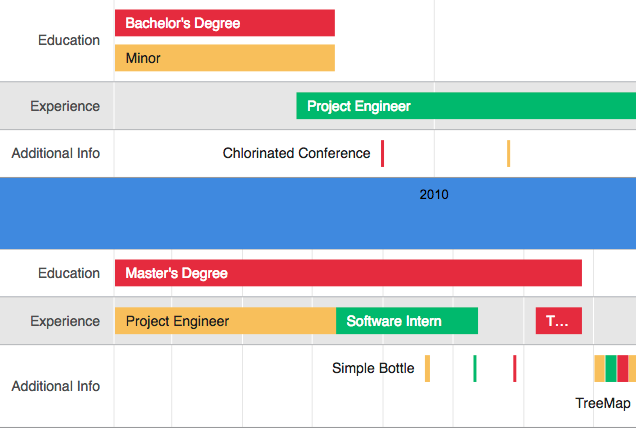 Education
Bachelor's Degree
Minor
Experience
Project Engineer
Additional Info
Chlorinated Conference
2010
Education
Master's Degree
Experience
Project Engineer
Software Intern
T...
Additional Info
Simple Bottle
TreeMap